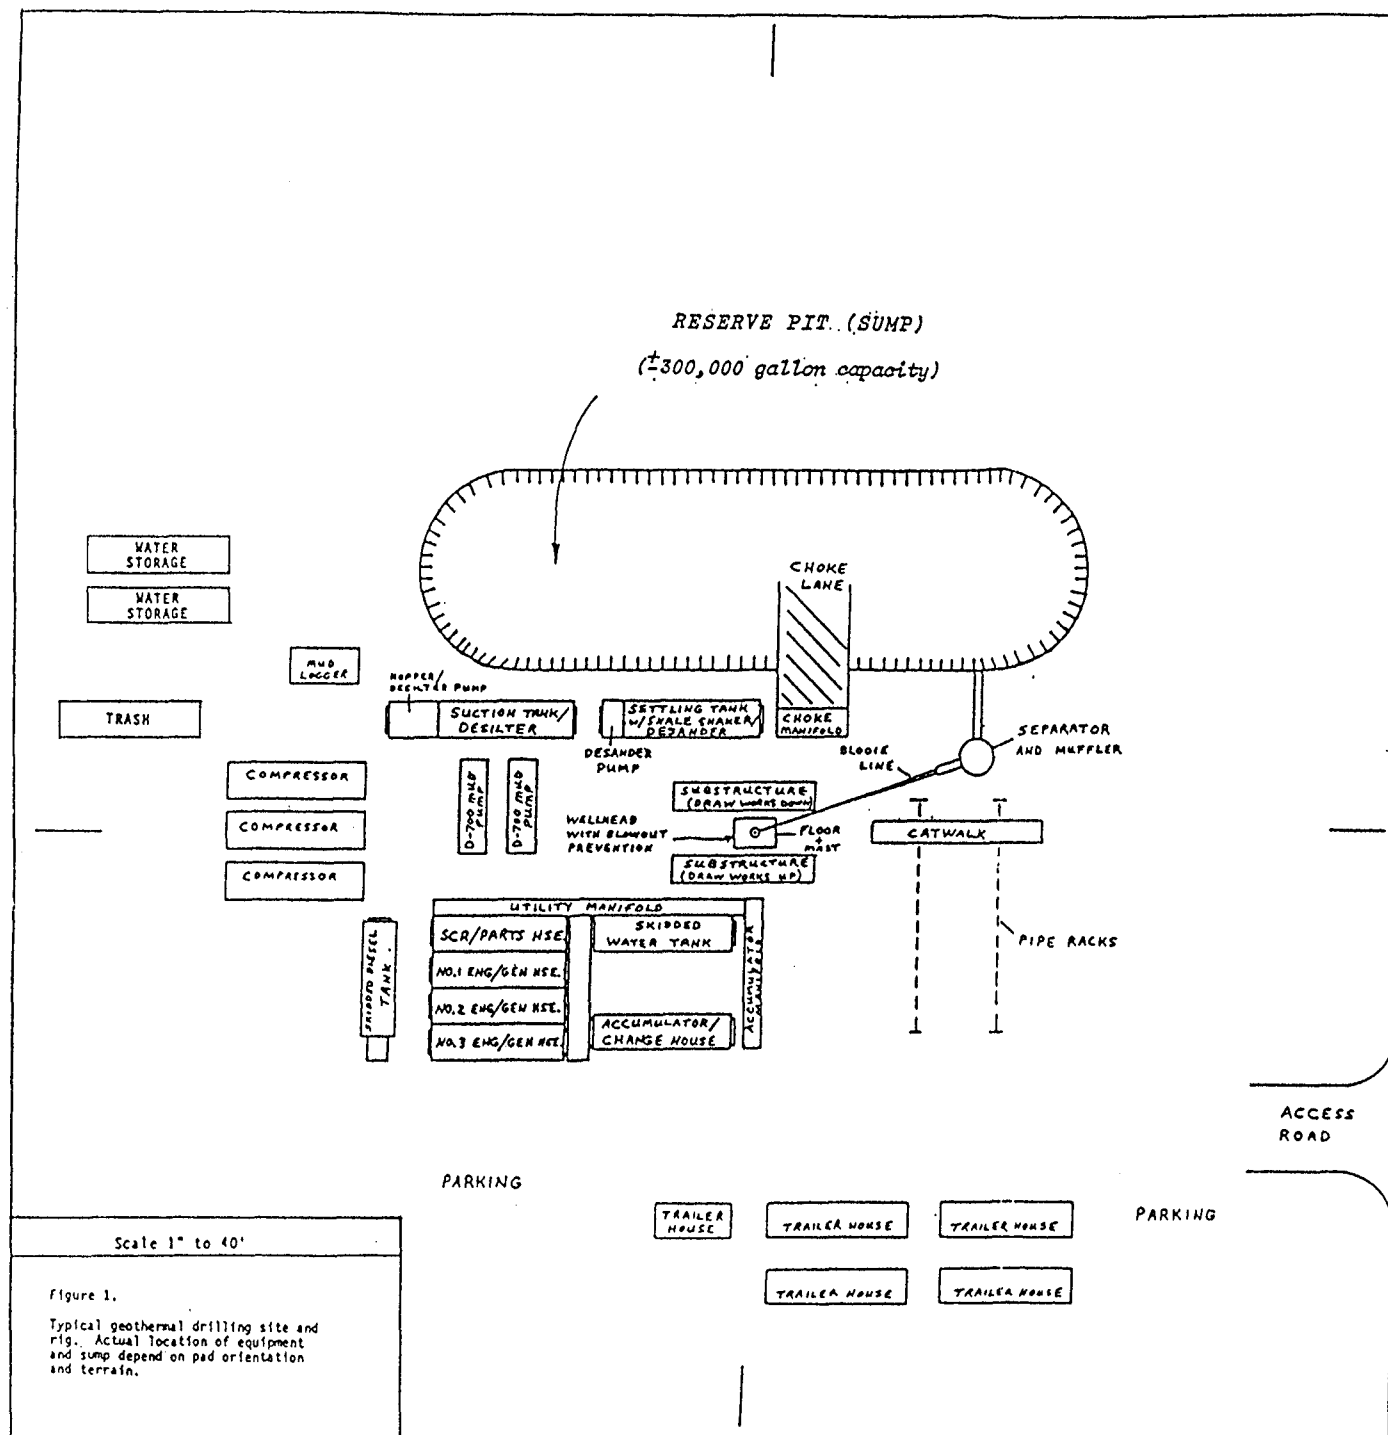 RESERVE PIT (SUMP)
(±300,000 gallon capacity)
WATER
STORAGE
WATER
STORAGE
CHOKE
LANE
MUD
LOGGER
HOPPER/
DESILTER PUMP
TRASH
SUCTION TANK/
DESILTER
SETTLING TANK
W/SHALE SHAKER/
DESANDER
CHOKE
MANIFOLD
SEPARATOR
AND MUFFLER
DESANDER
PUMP
BLOOIE
LINE
COMPRESSOR
COMPRESSOR
COMPRESSOR
D-700 MUD
PUMP
D-700 MUD
PUMP
SUBSTRUCTURE
(DRAW WORKS DOWN)
WELLHEAD
WITH BLOWOUT
PREVENTION
FLOOR
+
MAST
CATWALK
SUBSTRUCTURE
(DRAW WORKS UP)
UTILITY MANIFOLD
SKIDDED DIESEL
TANK.
SCR/PARTS HSE.
NO.1 ENG/GEN HSE.
NO.2 ENG/GEN HSE.
NO.3 ENG/GEN HSE.
SKIDDED
WATER TANK
ACCUMULATOR/
CHANGE HOUSE
ACCUMULATOR
MANIFOLD
PIPE RACKS
ACCESS
ROAD
PARKING
TRAILER
HOUSE
TRAILER HOUSE
TRAILER HOUSE
PARKING
TRAILER HOUSE
TRAILER HOUSE
Scale 1" to 40'
Figure 1.
Typical geothermal drilling site and
rig. Actual location of equipment
and sump depend on pad orientation
and terrain.